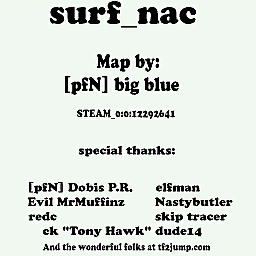 surf_nac
Map by:
[pfN] big blue
STEAM_0:0:12292641
special thanks:
[pfN] Dobis P.R. elfman
Evil MrMuffinz Nastybutler
redc skip tracer
ck "Tony Hawk" dude14
And the wonderful folks at tf2jump.com